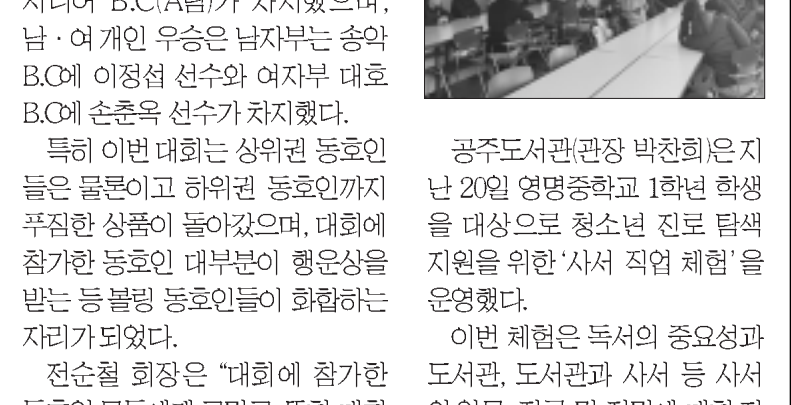 시니어 B.C(A팀)가 차지했으며,
남·여 개인 우승은 남자부는 송악
B.C에 이정섭 선수와 여자부 대호
B.C에 손춘옥 선수가 차지했다.
특히 이번 대회는 상위권 동호인
들은 물론이고 하위권 동호인까지
푸짐한 상품이 돌아갔으며, 대회에
참가한 동호인 대부분이 행운상을
받는 등 볼링 동호인들이 화합하는
자리가 되었다.
전순철 회장은 “대회에 참가한
공주도서관(관장 박찬희)은 지
난 20일 영명중학교 1학년 학생
을 대상으로 청소년 진로 탐색
지원을 위한 ‘사서 직업 체험’을
운영했다.
이번 체험은 독서의 중요성과
도서관, 도서관과 사서 등 사서